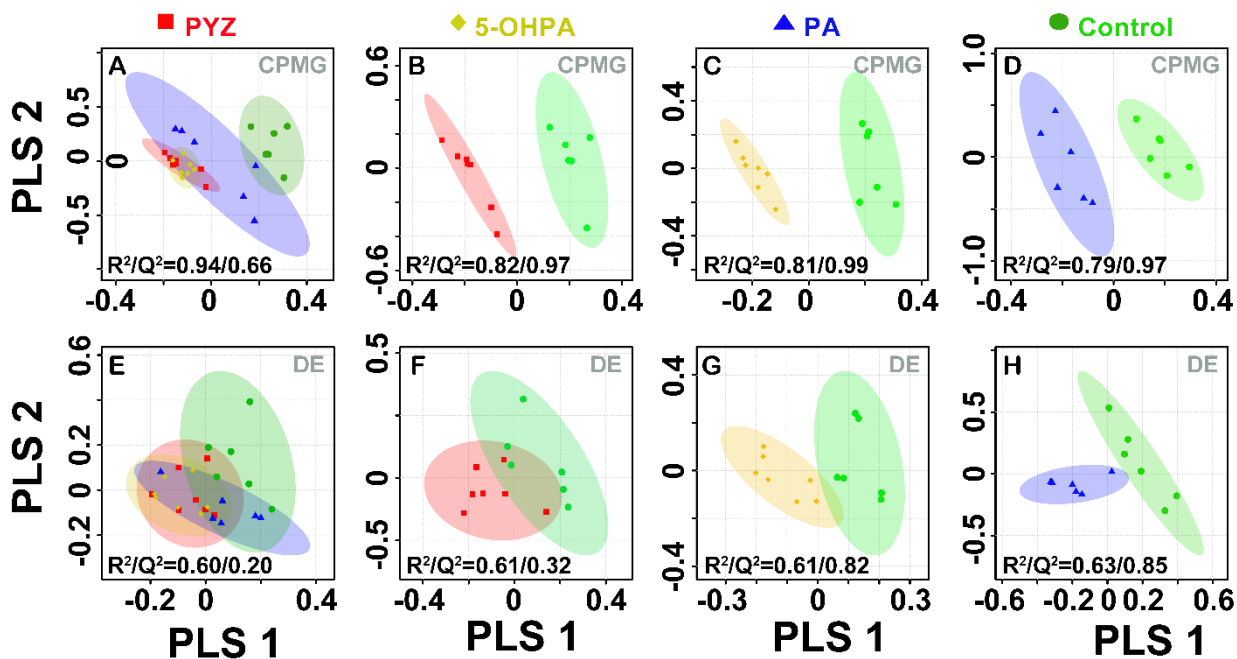 PYZ 5-OHPA PA Control
A CPMG B CPMG C CPMG D CPMG
0.5 0 -0.5
0.6 0 -0.6
0.4 0 -0.4
1.0 0 -1.0
PLS 2
R²/Q²=0.94/0.66 R²/Q²=0.82/0.97 R²/Q²=0.81/0.99 R²/Q²=0.79/0.97
-0.4 0 0.4 -0.4 0 0.4 -0.2 0 0.4 -0.4 0 0.4
E DE F DE G DE H DE
0.6 0.2 -0.2
0.5 0 -0.5
0.4 0 -0.4
0.5 0 -0.5
PLS 2
R²/Q²=0.60/0.20 R²/Q²=0.61/0.32 R²/Q²=0.61/0.82 R²/Q²=0.63/0.85
-0.2 0 0.4 -0.4 0 0.4 -0.3 0 0.3 -0.6 -0.2 0 0.2 0.6
PLS 1 PLS 1 PLS 1 PLS 1